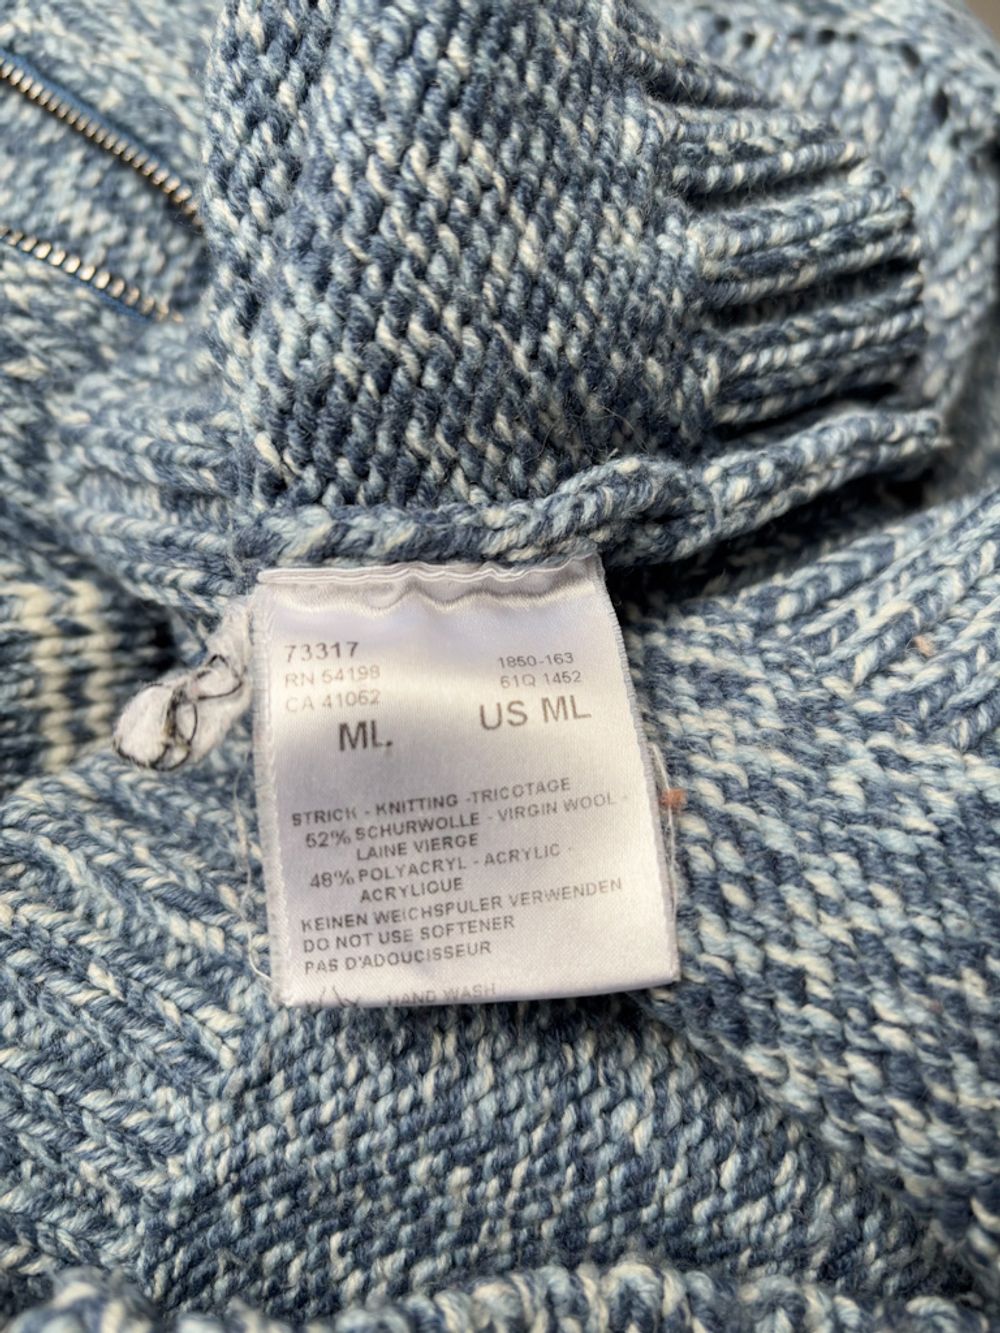 73317
RN 54198
CA 41062
ML.
1850-163
61Q 1452
US ML
STRICK - KNITTING - TRICOTAGE
52% SCHURWOLLE - VIRGIN WOOL -
LAINE VIERGE
48% POLYACRYL - ACRYLIC -
ACRYLIQUE
KEINEN WEICHSPULER VERWENDEN
DO NOT USE SOFTENER
PAS D'ADOUCISSEUR
HAND WASH